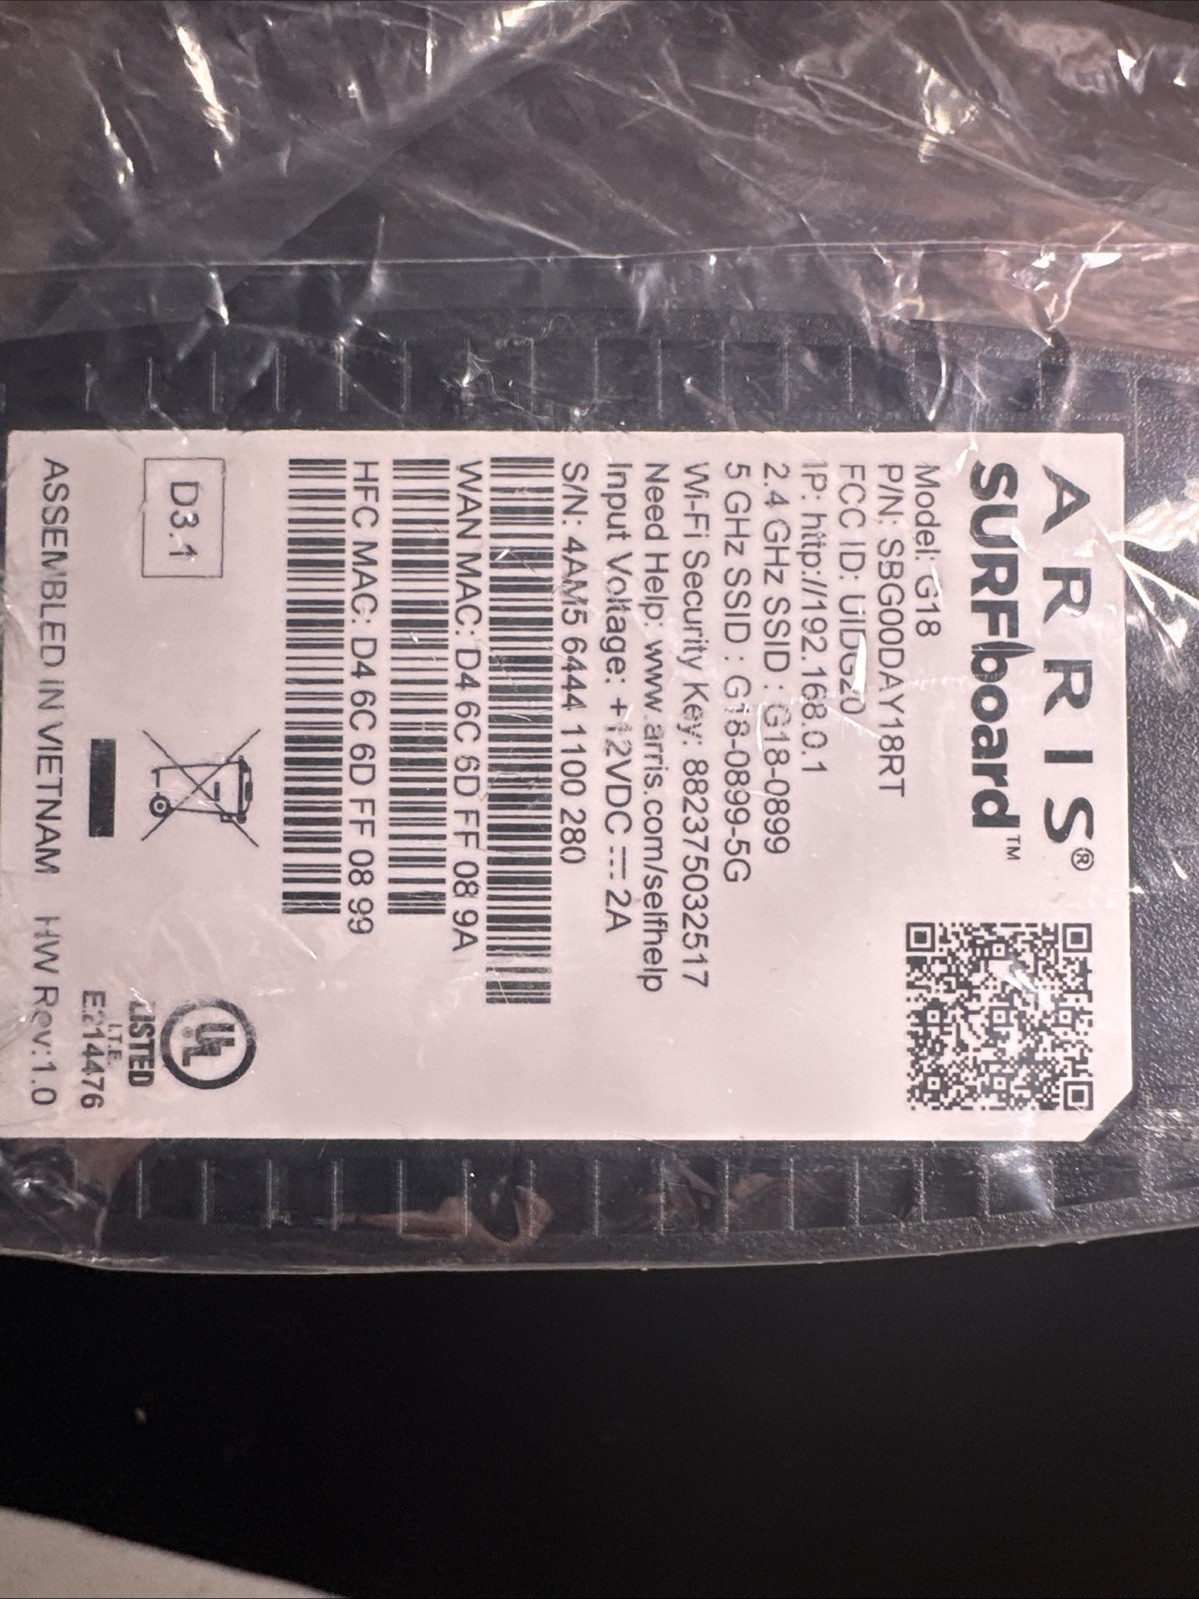 ARRIS®
SURFboard™
Model: G18
P/N: SBG00DAY18RT
FCC ID: UIDG20
IP: http://192.168.0.1
2.4 GHz SSID : G18-0899
5 GHz SSID : G18-0899-5G
Wi-Fi Security Key: 882375032517
Need Help: www.arris.com/selfhelp
Input Voltage: +12VDC ⎓ 2A
S/N: 4AM5 6444 1100 280
WAN MAC: D4 6C 6D FF 08 9A
HFC MAC: D4 6C 6D FF 08 99
D3.1
UL
LISTED
I.T.E.
E214476
ASSEMBLED IN VIETNAM HW Rev:1.0